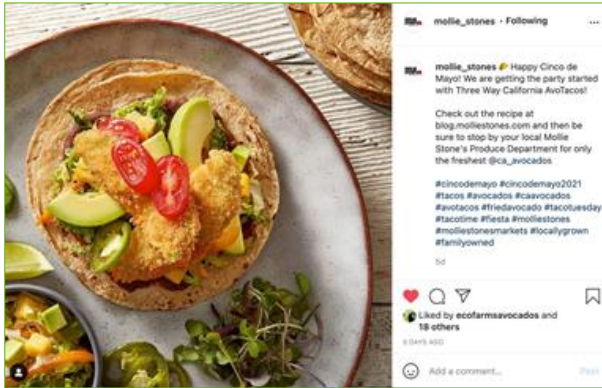 mollie_stones • Following
mollie_stones 🌮 Happy Cinco de
Mayo! We are getting the party started
with Three Way California AvoTacos!
Check out the recipe at
blog.molliestones.com and then be
sure to stop by your local Mollie
Stone's Produce Department for only
the freshest @ca_avocados
#cincodemayo #cincodemayo2021
#tacos #avocados #caavocados
#avotacos #friedavocado #tacotuesday
#tacotime #fiesta #molliestones
#molliestonesmarkets #locallygrown
#familyowned
5d
Liked by ecofarmsavocados and
18 others
5 DAYS AGO
Add a comment...
Post